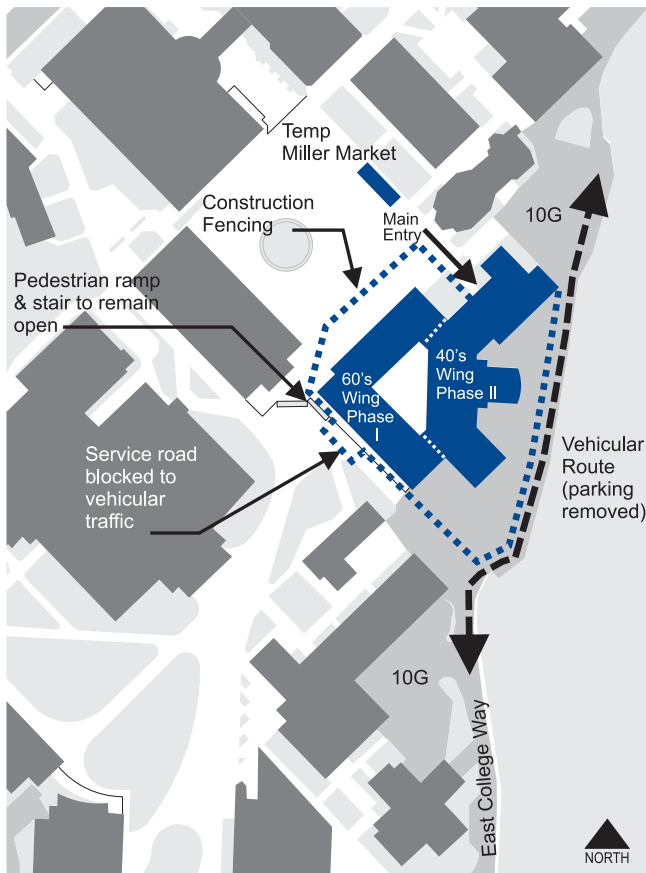 Temp
Miller Market
Construction
Fencing
Main
Entry
10G
Pedestrian ramp
& stair to remain
open
40's
Wing
Phase II
60's
Wing
Phase
I
Service road
blocked to
vehicular
traffic
Vehicular
Route
(parking
removed)
10G
East College Way
NORTH